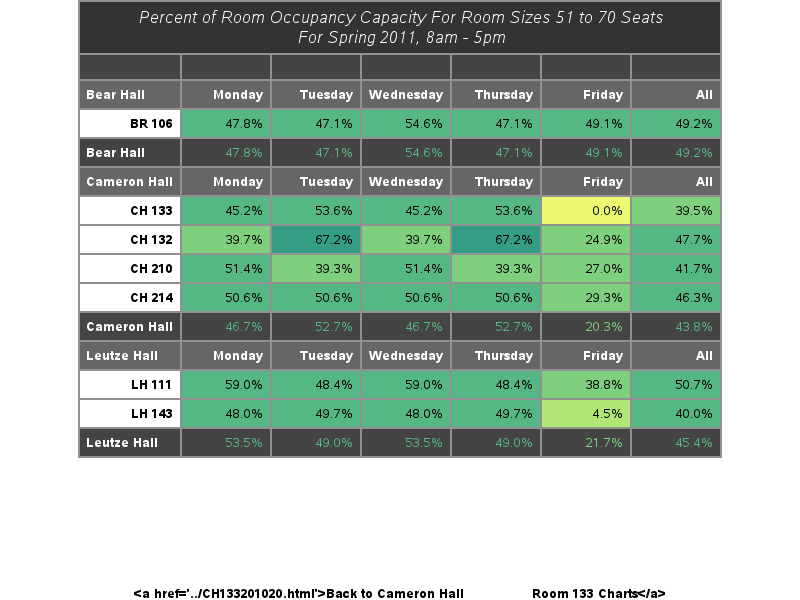 Percent of Room Occupancy Capacity For Room Sizes 51 to 70 Seats
For Spring 2011, 8am - 5pm
Bear Hall Monday Tuesday Wednesday Thursday Friday All
BR 106 47.8% 47.1% 54.6% 47.1% 49.1% 49.2%
Bear Hall 47.8% 47.1% 54.6% 47.1% 49.1% 49.2%
Cameron Hall Monday Tuesday Wednesday Thursday Friday All
CH 133 45.2% 53.6% 45.2% 53.6% 0.0% 39.5%
CH 132 39.7% 67.2% 39.7% 67.2% 24.9% 47.7%
CH 210 51.4% 39.3% 51.4% 39.3% 27.0% 41.7%
CH 214 50.6% 50.6% 50.6% 50.6% 29.3% 46.3%
Cameron Hall 46.7% 52.7% 46.7% 52.7% 20.3% 43.8%
Leutze Hall Monday Tuesday Wednesday Thursday Friday All
LH 111 59.0% 48.4% 59.0% 48.4% 38.8% 50.7%
LH 143 48.0% 49.7% 48.0% 49.7% 4.5% 40.0%
Leutze Hall 53.5% 49.0% 53.5% 49.0% 21.7% 45.4%
<a href='../CH133201020.html'>Back to Cameron Hall Room 133 Charts</a>